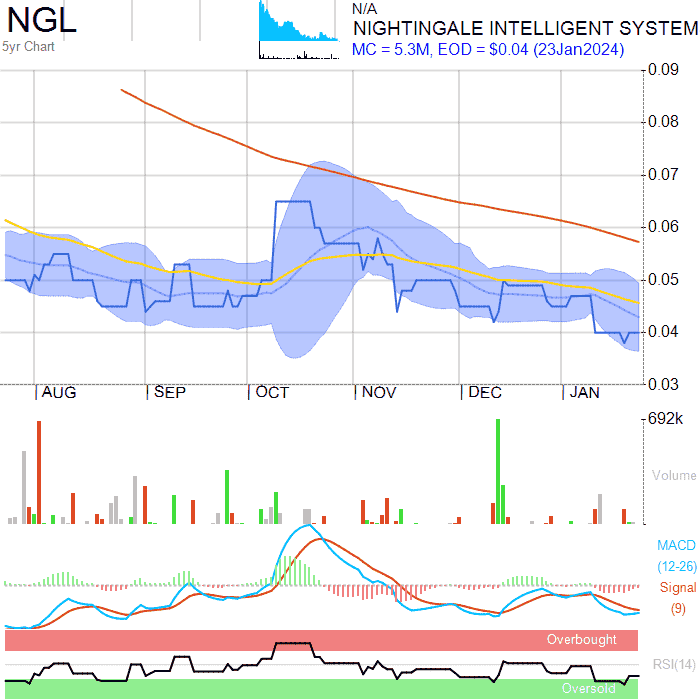 NGL
5yr Chart
N/A
NIGHTINGALE INTELLIGENT SYSTEM
MC = 5.3M, EOD = $0.04 (23Jan2024)
0.09
0.08
0.07
0.06
0.05
0.04
0.03
AUG SEP OCT NOV DEC JAN
692k
Volume
MACD
(12-26)
Signal
(9)
Overbought
RSI(14)
Oversold